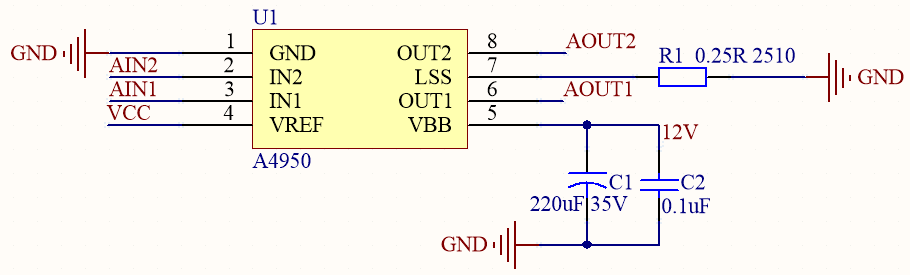 U1
GND 1 GND OUT2 8 AOUT2
AIN2 2 IN2 LSS 7 R1 0.25R 2510 GND
AIN1 3 IN1 OUT1 6 AOUT1
VCC 4 VREF VBB 5 12V
A4950
C1 C2
220uF 35V 0.1uF
GND